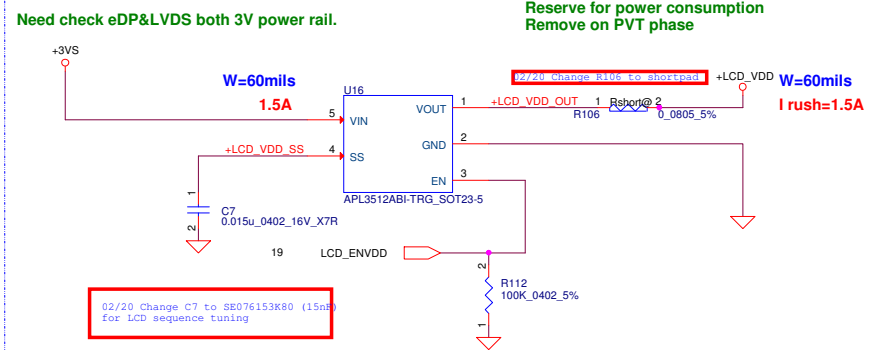 Reserve for power consumption
Remove on PVT phase
Need check eDP&LVDS both 3V power rail.
+3VS
W=60mils
1.5A
02/20 Change R106 to shortpad
+LCD_VDD
W=60mils
I rush=1.5A
U16
VIN
5
SS
4
VOUT
1
GND
2
EN
3
APL3512ABI-TRG_SOT23-5
+LCD_VDD_OUT
1
Rshort@
2
R106
0_0805_5%
+LCD_VDD_SS
1
2
C7
0.015u_0402_16V_X7R
19
LCD_ENVDD
2
1
R112
100K_0402_5%
02/20 Change C7 to SE076153K80 (15nF)
for LCD sequence tuning